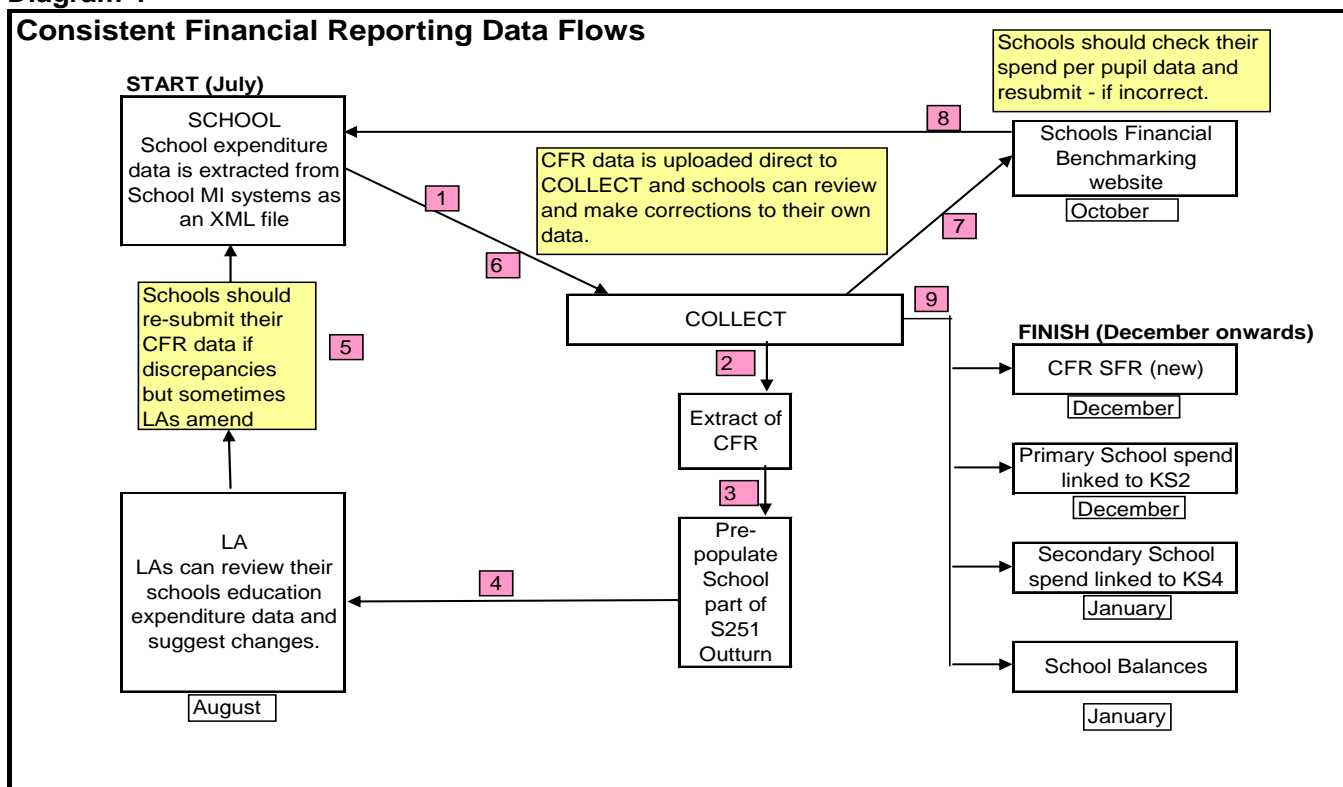 Consistent Financial Reporting Data Flows
Schools should check their
spend per pupil data and
resubmit - if incorrect.
START (July)
SCHOOL
School expenditure
data is extracted from
School MI systems as
an XML file
8
Schools Financial
Benchmarking
website
October
CFR data is uploaded direct to
COLLECT and schools can review
and make corrections to their own
data.
1
7
6
Schools should
re-submit their
CFR data if
discrepancies
but sometimes
LAs amend
5
COLLECT
9
FINISH (December onwards)
2
CFR SFR (new)
December
Extract of
CFR
Primary School spend
linked to KS2
December
3
Pre-
populate
School
part of
S251
Outturn
LA
LAs can review their
schools education
expenditure data and
suggest changes.
August
4
Secondary School
spend linked to KS4
January
School Balances
January